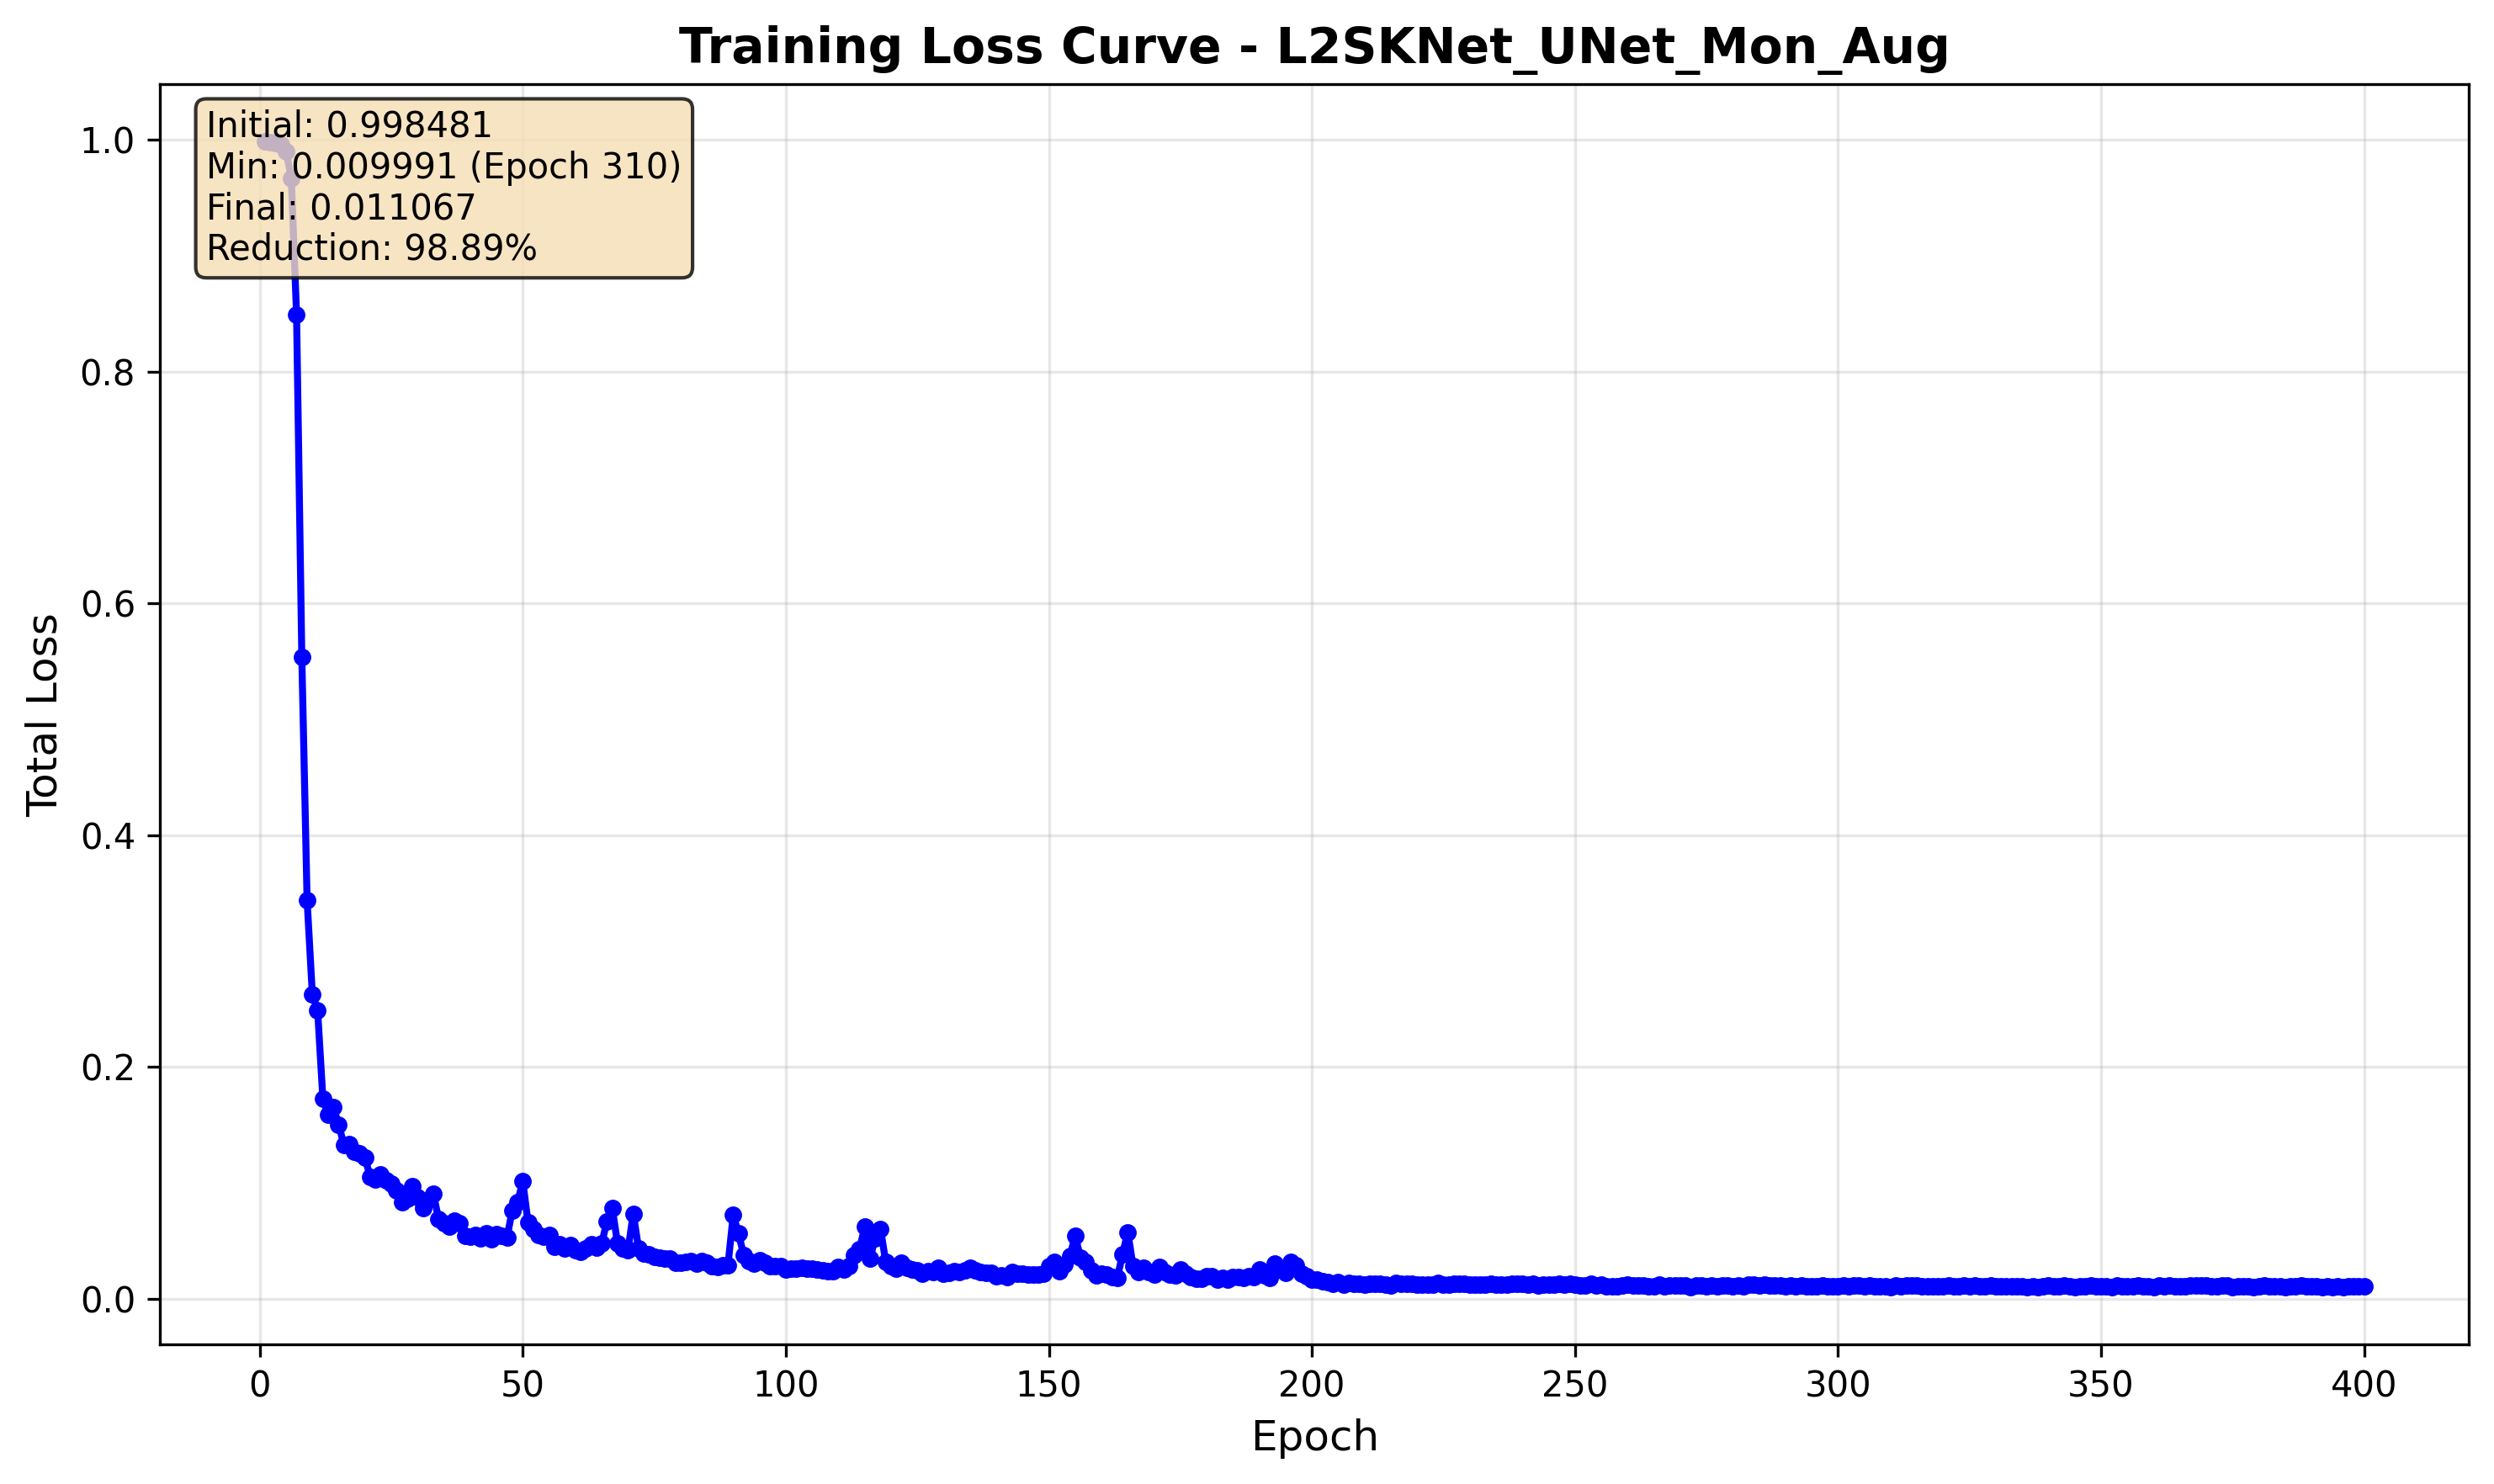 Training Loss Curve - L2SKNet_UNet_Mon_Aug
Initial: 0.998481
Min: 0.009991 (Epoch 310)
Final: 0.011067
Reduction: 98.89%
Total Loss
1.0
0.8
0.6
0.4
0.2
0.0
0 50 100 150 200 250 300 350 400
Epoch